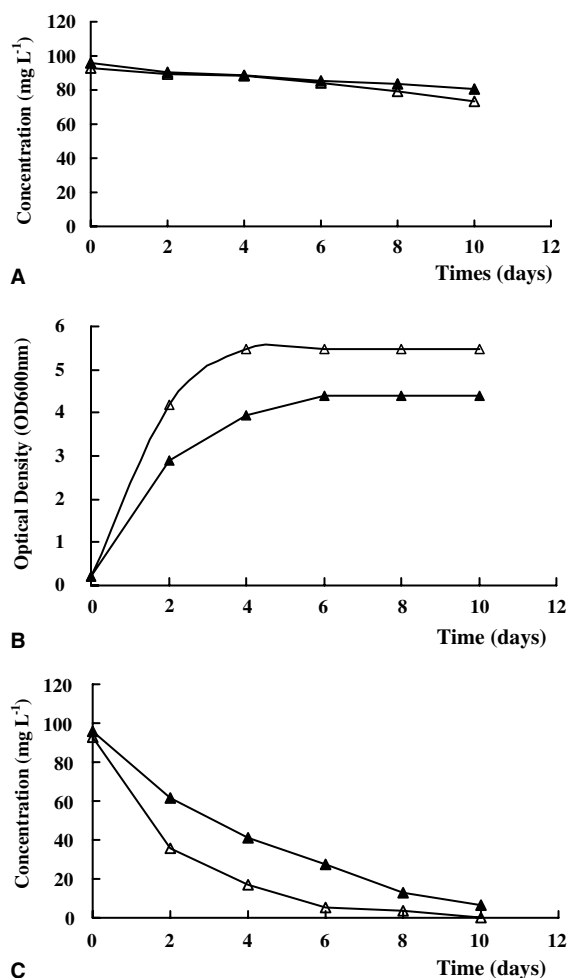 120
100
80
60
40
20
0
Concentration (mg L-1)
0 2 4 6 8 10 12
Times (days)
A
6
5
4
3
2
1
0
Optical Density (OD600nm)
0 2 4 6 8 10 12
Time (days)
B
120
100
80
60
40
20
0
Concentration (mg L-1)
0 2 4 6 8 10 12
Time (days)
C